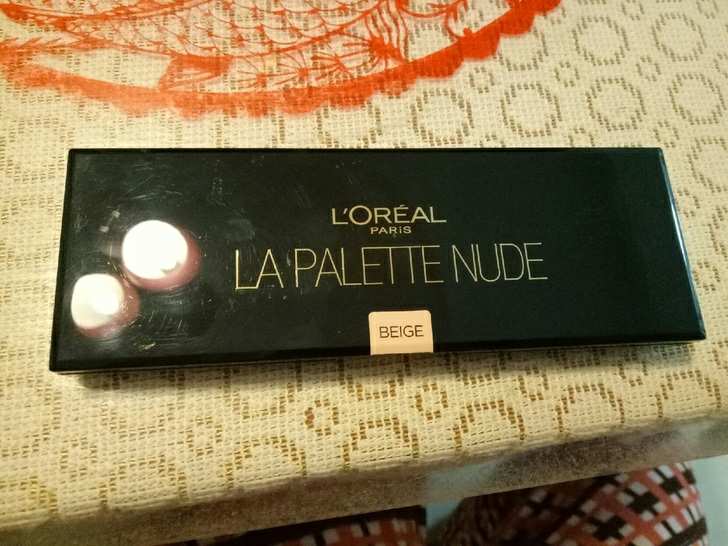 L'ORÉAL
PARIS
LA PALETTE NUDE
BEIGE